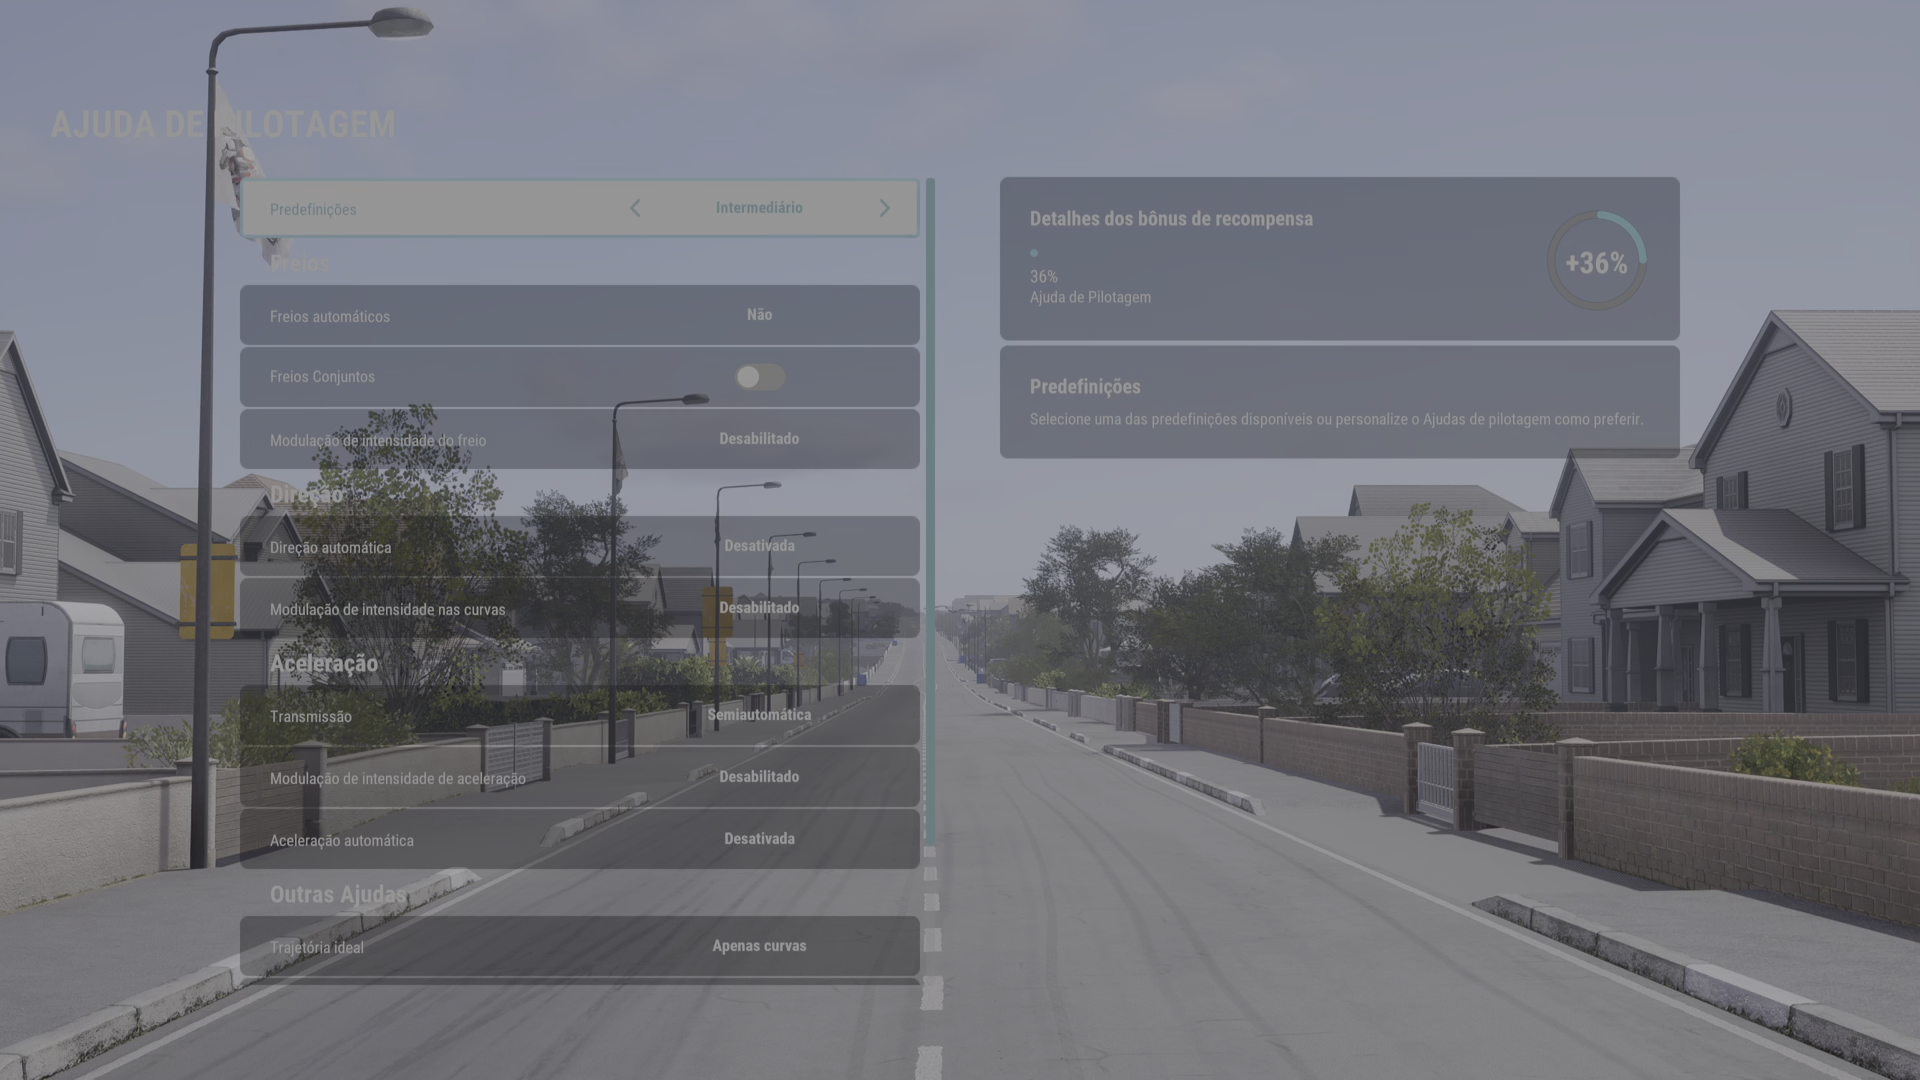 AJUDA DE PILOTAGEM
Predefinições
Intermediário
Freios
Freios automáticos
Não
Freios Conjuntos
Modulação de intensidade do freio
Desabilitado
Direção
Direção automática
Desativada
Modulação de intensidade nas curvas
Desabilitado
Aceleração
Transmissão
Semiautomática
Modulação de intensidade de aceleração
Desabilitado
Aceleração automática
Desativada
Outras Ajudas
Trajetória ideal
Apenas curvas
Detalhes dos bônus de recompensa
36%
Ajuda de Pilotagem
+36%
Predefinições
Selecione uma das predefinições disponíveis ou personalize o Ajudas de pilotagem como preferir.